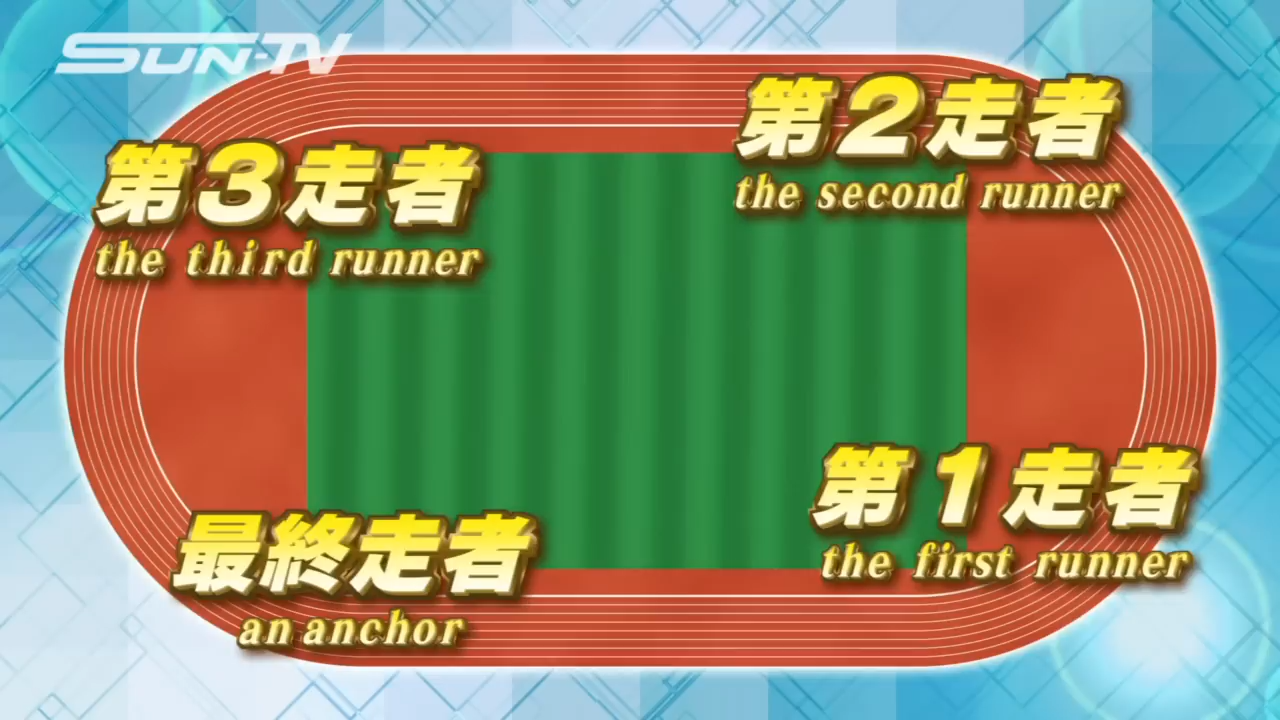 SUN-TV
第2走者
the second runner
第3走者
the third runner
第1走者
the first runner
最終走者
an anchor